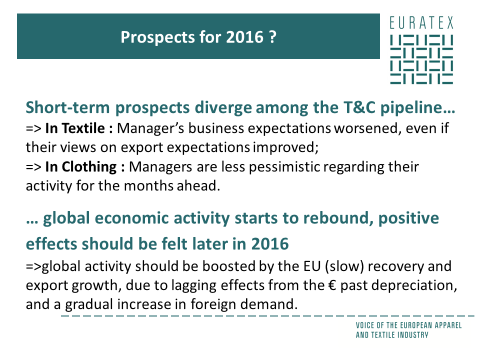 Prospects for 2016 ?
EURATEX
Short-term prospects diverge among the T&C pipeline…
=> In Textile : Manager's business expectations worsened, even if
their views on export expectations improved;
=> In Clothing : Managers are less pessimistic regarding their
activity for the months ahead.
… global economic activity starts to rebound, positive
effects should be felt later in 2016
=>global activity should be boosted by the EU (slow) recovery and
export growth, due to lagging effects from the € past depreciation,
and a gradual increase in foreign demand.
VOICE OF THE EUROPEAN APPAREL
AND TEXTILE INDUSTRY